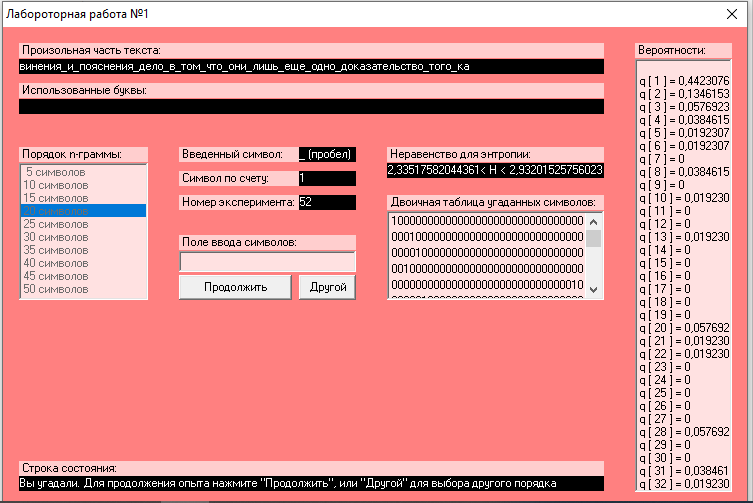 Лабороторная работа №1
Произольная часть текста:
винения_и_пояснения_дело_в_том_что_они_лишь_еще_одно_доказательство_того_ка
Использованные буквы:
Порядок n-граммы:
5 символов
10 символов
15 символов
20 символов
25 символов
30 символов
35 символов
40 символов
45 символов
50 символов
Введенный символ: _ (пробел)
Символ по счету: 1
Номер эксперимента: 52
Поле ввода символов:
Продолжить
Другой
Неравенство для энтропии:
2,33517582044361 < H < 2,93201525756023
Двоичная таблица угаданных символов:
10000000000000000000000000000000
00010000000000000000000000000000
00001000000000000000000000000000
00100000000000000000000000000000
00000000000000000000000000000010
Вероятности:
q [ 1 ] = 0,4423076
q [ 2 ] = 0,1346153
q [ 3 ] = 0,0576923
q [ 4 ] = 0,0384615
q [ 5 ] = 0,0192307
q [ 6 ] = 0,0192307
q [ 7 ] = 0
q [ 8 ] = 0,0384615
q [ 9 ] = 0
q [ 10 ] = 0,019230
q [ 11 ] = 0
q [ 12 ] = 0
q [ 13 ] = 0,019230
q [ 14 ] = 0
q [ 15 ] = 0
q [ 16 ] = 0
q [ 17 ] = 0
q [ 18 ] = 0
q [ 19 ] = 0
q [ 20 ] = 0,057692
q [ 21 ] = 0,019230
q [ 22 ] = 0,019230
q [ 23 ] = 0
q [ 24 ] = 0
q [ 25 ] = 0
q [ 26 ] = 0
q [ 27 ] = 0
q [ 28 ] = 0,057692
q [ 29 ] = 0
q [ 30 ] = 0
q [ 31 ] = 0,038461
q [ 32 ] = 0,019230
Строка состояния:
Вы угадали. Для продолжения опыта нажмите "Продолжить", или "Другой" для выбора другого порядка